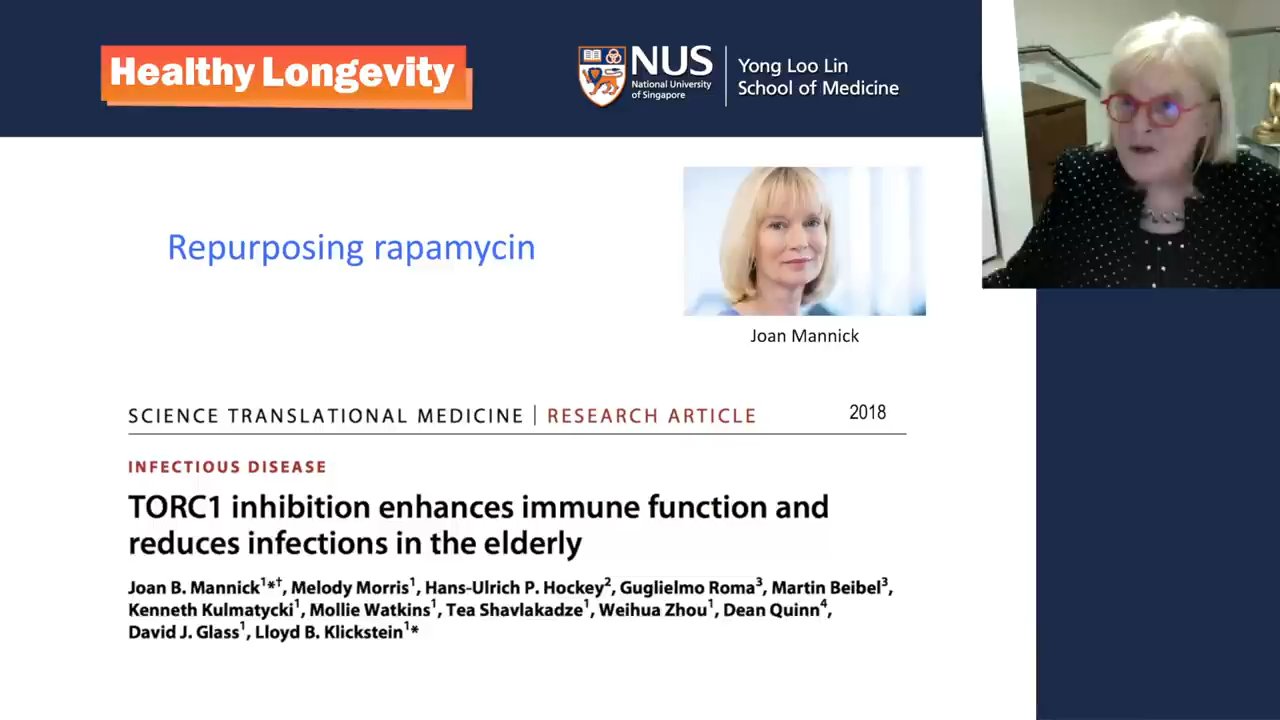 Healthy Longevity
NUS
National University
of Singapore
Yong Loo Lin
School of Medicine
Repurposing rapamycin
Joan Mannick
SCIENCE TRANSLATIONAL MEDICINE | RESEARCH ARTICLE
2018
INFECTIOUS DISEASE
TORC1 inhibition enhances immune function and
reduces infections in the elderly
Joan B. Mannick¹*†, Melody Morris¹, Hans-Ulrich P. Hockey², Guglielmo Roma³, Martin Beibel³,
Kenneth Kulmatycki¹, Mollie Watkins¹, Tea Shavlakadze¹, Weihua Zhou¹, Dean Quinn⁴,
David J. Glass¹, Lloyd B. Klickstein¹*